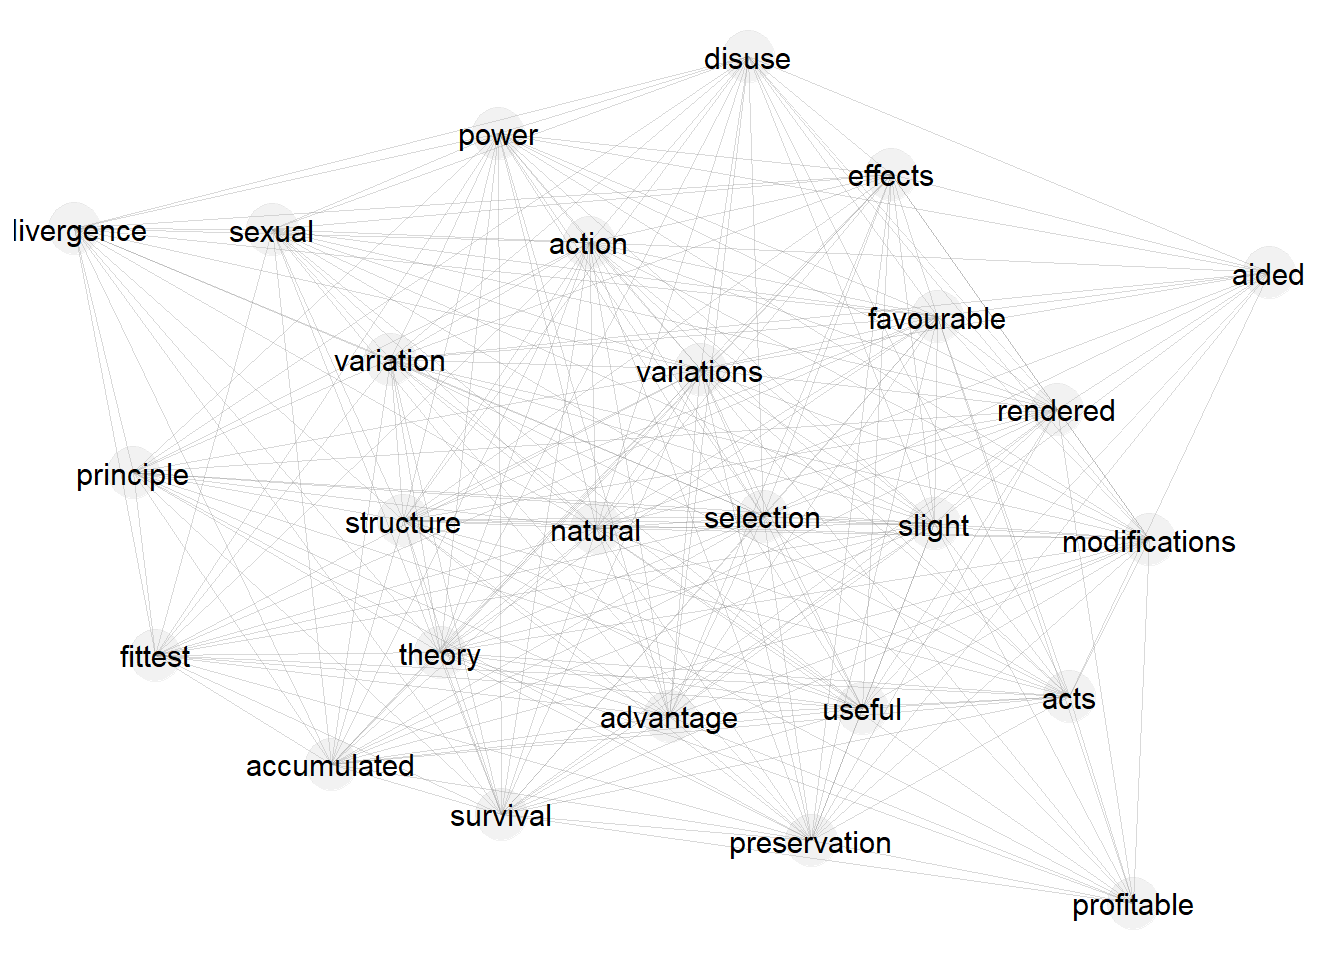 disuse
power
effects
livergence
sexual
action
aided
favourable
variation
variations
rendered
principle
structure
natural
selection
slight
modifications
fittest
theory
acts
advantage
useful
accumulated
survival
preservation
profitable